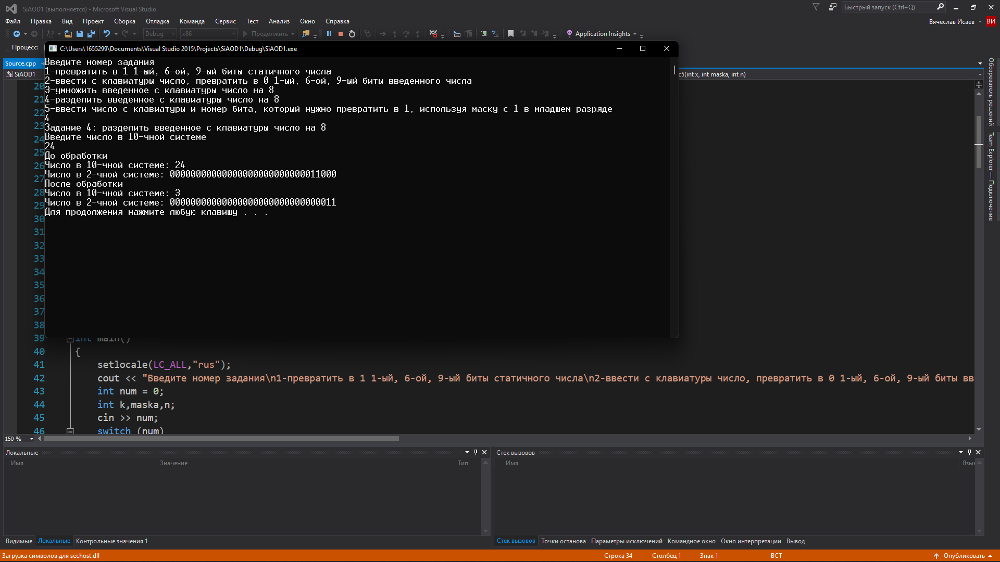 SiAOD1 (выполняется) - Microsoft Visual Studio
Быстрый запуск (Ctrl+Q)
Файл Правка Вид Проект Сборка Отладка Команда Сервис Тест Анализ Окно Справка
Вячеслав Исаев ВИ
Debug x86 Продолжить Application Insights
Процесс:
C:\Users\1655299\Documents\Visual Studio 2015\Projects\SiAOD1\Debug\SiAOD1.exe
Source.cpp
SiAOD1
c5(int x, int maska, int n)
Введите номер задания
1-превратить в 1 1-ый, 6-ой, 9-ый биты статичного числа
2-ввести с клавиатуры число, превратить в 0 1-ый, 6-ой, 9-ый биты введенного числа
3-умножить введенное с клавиатуры число на 8
4-разделить введенное с клавиатуры число на 8
5-ввести число с клавиатуры и номер бита, который нужно превратить в 1, используя маску с 1 в младшем разряде
4
Задание 4: разделить введенное с клавиатуры число на 8
Введите число в 10-чной системе
24
До обработки
Число в 10-чной системе: 24
Число в 2-чной системе: 00000000000000000000000000011000
После обработки
Число в 10-чной системе: 3
Число в 2-чной системе: 00000000000000000000000000000011
Для продолжения нажмите любую клавишу . . .
20
21
22
23
24
25
26
27
28
29
30
31
32
33
34
35
36
37
38
39 int main()
40 {
41 setlocale(LC_ALL,"rus");
42 cout << "Введите номер задания\n1-превратить в 1 1-ый, 6-ой, 9-ый биты статичного числа\n2-ввести с клавиатуры число, превратить в 0 1-ый, 6-ой, 9-ый биты вв
43 int num = 0;
44 int k,maska,n;
45 cin >> num;
46 switch (num)
150 %
Обозреватель решений
Team Explorer — Подключение
Локальные
Имя Значение Тип
Стек вызовов
Имя Язык
Видимые Локальные Контрольные значения 1
Стек вызовов Точки останова Параметры исключений Командное окно Окно интерпретации Вывод
Загрузка символов для sechost.dll
Строка 34 Столбец 1 Знак 1 ВСТ Опубликовать